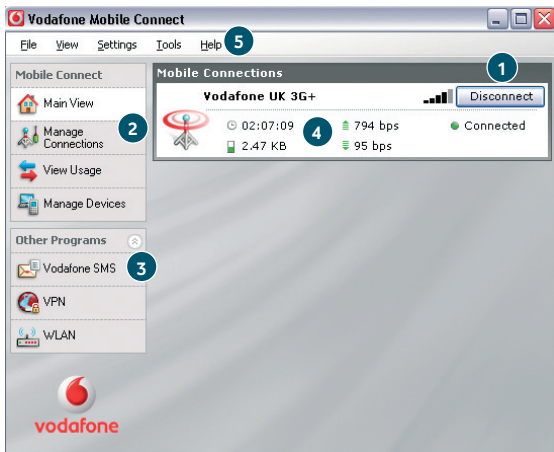 Vodafone Mobile Connect
File View Settings Tools Help 5
1
Mobile Connect
Main View
Manage Connections
2
View Usage
Manage Devices
Other Programs
Vodafone SMS 3
VPN
WLAN
vodafone
Mobile Connections
Vodafone UK 3G+ Disconnect
02:07:09 4 794 bps Connected
2.47 KB 95 bps